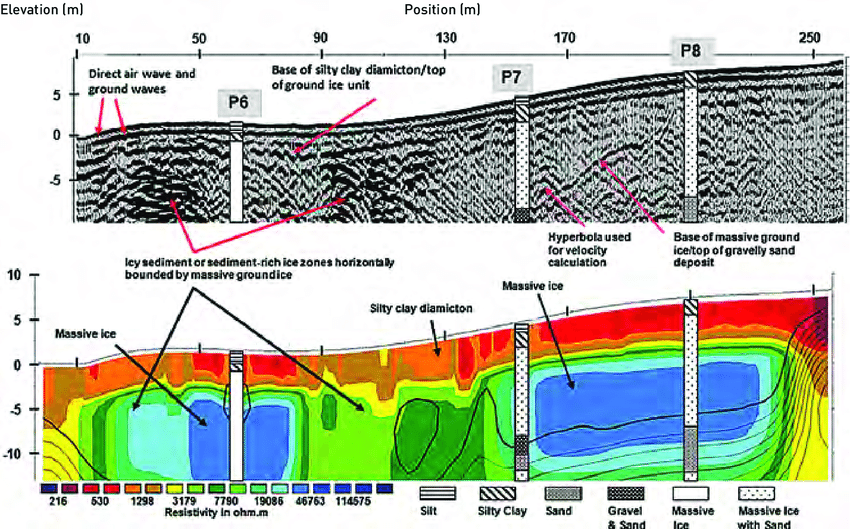 Elevation (m) Position (m)
10 50 90 130 170 250
P6 P7 P8
Direct air wave and
ground waves
Base of silty clay diamicton/top
of ground ice unit
5
0
-5
Hyperbola used
for velocity
calculation
Base of massive ground
ice/top of gravelly sand
deposit
Icy sediment or sediment-rich ice zones horizontally
bounded by massive ground ice
10
5
0
-5
-10
Massive ice
Silty clay diamicton
Massive ice
216 530 1298 3179 7790 19086 46763 114575
Resistivity in ohm.m
Silt
Silty Clay
Sand
Gravel
& Sand
Massive
Ice
Massive Ice
with Sand